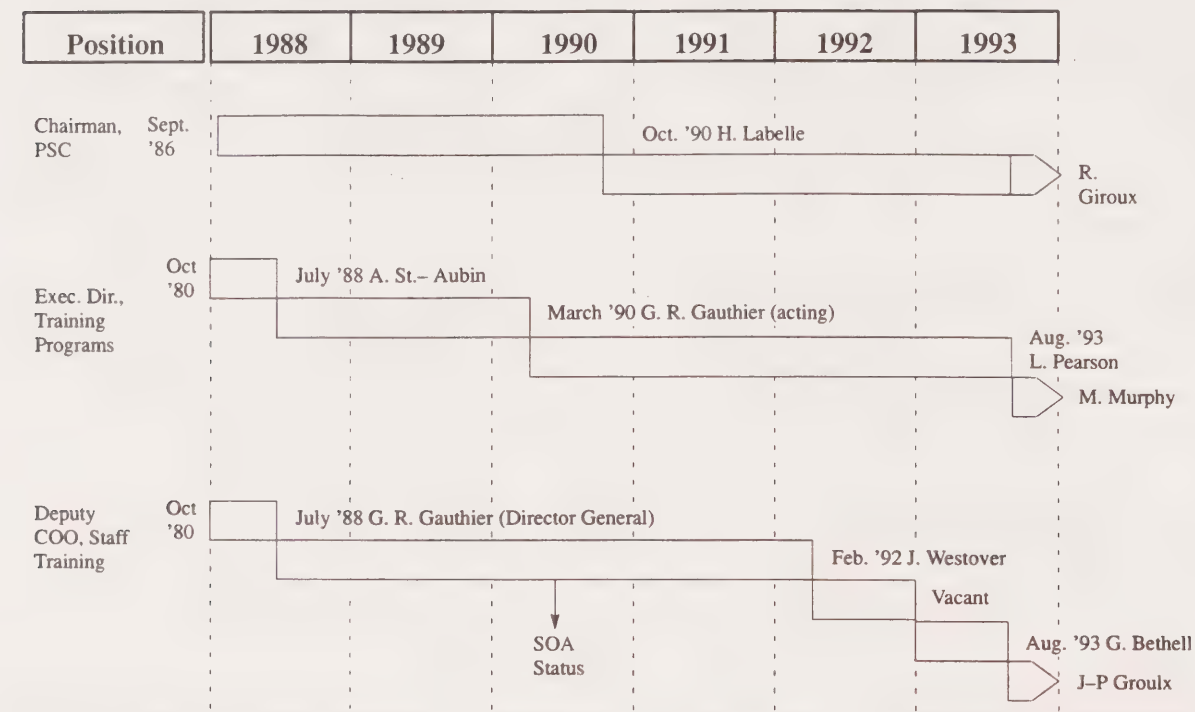 Position 1988 1989 1990 1991 1992 1993
Chairman, Sept.
PSC '86
Oct. '90 H. Labelle
R.
Giroux
Oct
'80
Exec. Dir.,
Training
Programs
July '88 A. St.– Aubin
March '90 G. R. Gauthier (acting)
Aug. '93
L. Pearson
M. Murphy
Deputy Oct
COO, Staff '80
Training
July '88 G. R. Gauthier (Director General)
Feb. '92 J. Westover
Vacant
SOA
Status
Aug. '93 G. Bethell
J–P Groulx